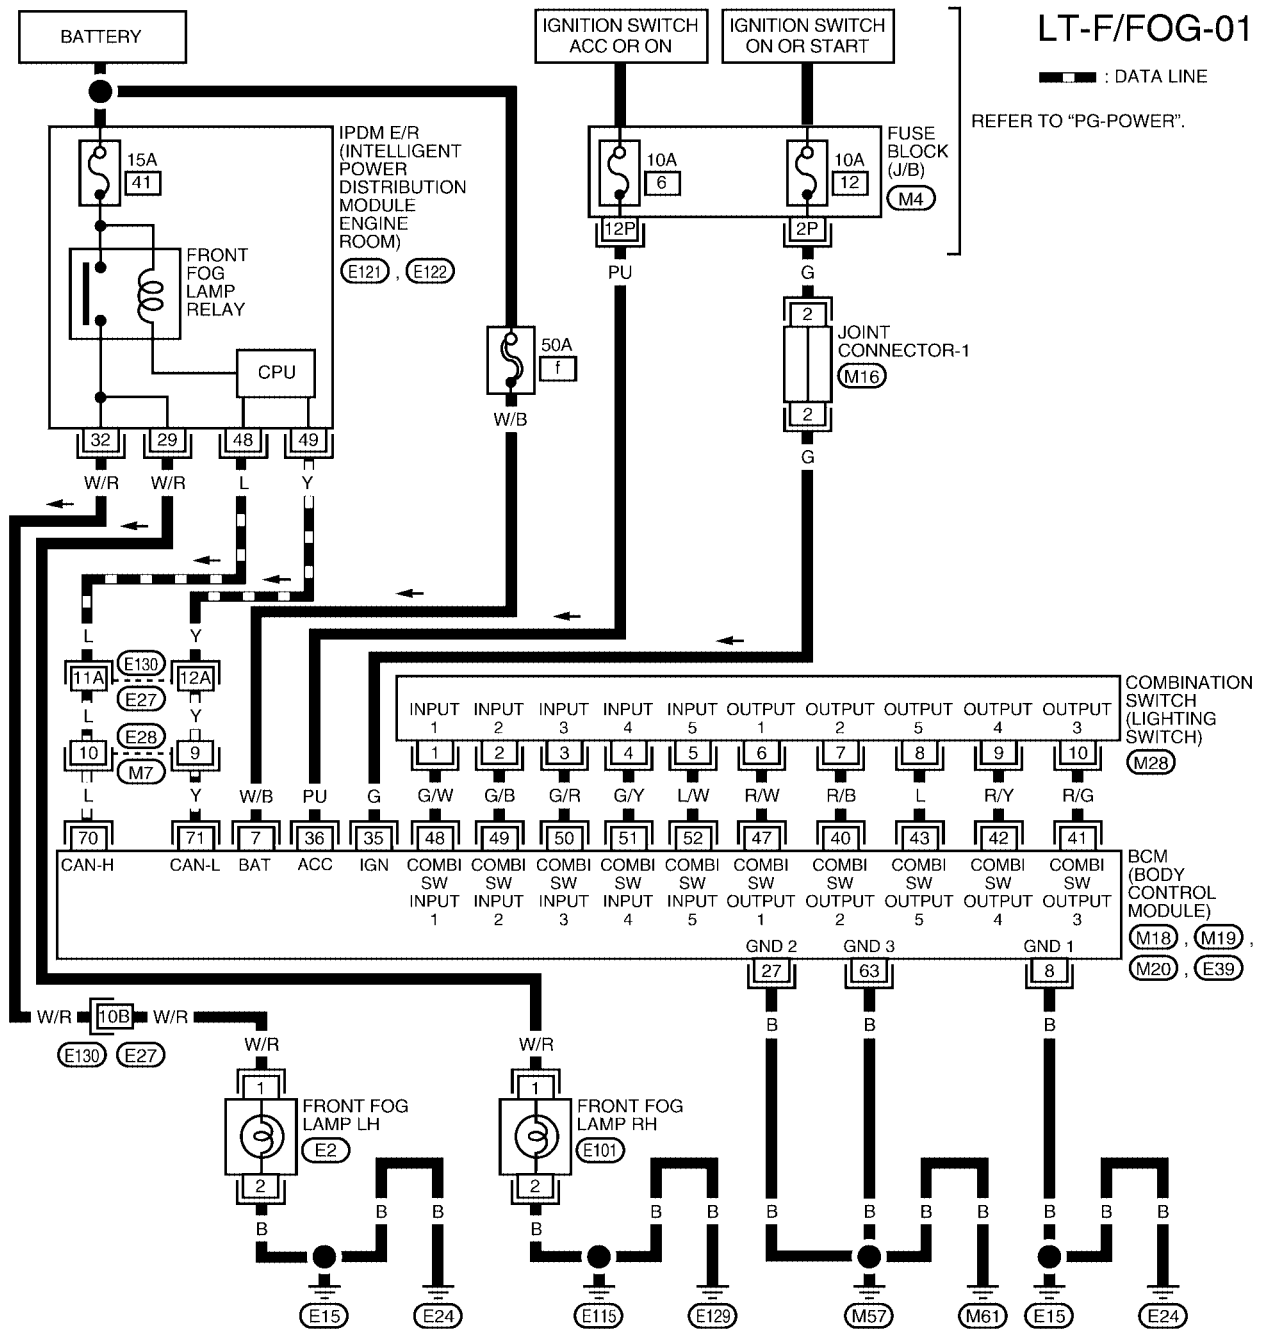 BATTERY
IGNITION SWITCH
ACC OR ON
IGNITION SWITCH
ON OR START
LT-F/FOG-01
: DATA LINE
REFER TO “PG-POWER”.
IPDM E/R
(INTELLIGENT
POWER
DISTRIBUTION
MODULE
ENGINE
ROOM)
E121 , E122
15A
41
10A
6
10A
12
FUSE
BLOCK
(J/B)
M4
12P
2P
PU
G
FRONT
FOG
LAMP
RELAY
CPU
50A
f
W/B
2
JOINT
CONNECTOR-1
M16
2
G
32 29 48 49
W/R W/R L Y
L Y
11A E130 12A
E27
L Y
10 E28 9
M7
L Y W/B PU G
COMBINATION
SWITCH
(LIGHTING
SWITCH)
M28
INPUT INPUT INPUT INPUT INPUT OUTPUT OUTPUT OUTPUT OUTPUT OUTPUT
1 2 3 4 5 1 2 5 4 3
1 2 3 4 5 6 7 8 9 10
G/W G/B G/R G/Y L/W R/W R/B L R/Y R/G
70 71 7 36 35 48 49 50 51 52 47 40 43 42 41
CAN-H CAN-L BAT ACC IGN COMBI COMBI COMBI COMBI COMBI COMBI COMBI COMBI COMBI COMBI
SW SW SW SW SW SW SW SW SW SW
INPUT INPUT INPUT INPUT INPUT OUTPUT OUTPUT OUTPUT OUTPUT OUTPUT
1 2 3 4 5 1 2 5 4 3
BCM
(BODY
CONTROL
MODULE)
M18 , M19 ,
M20 , E39
GND 2 GND 3 GND 1
27 63 8
B B B
W/R 10B W/R
E130 E27
W/R
W/R
1
FRONT FOG
LAMP LH
E2
2
1
FRONT FOG
LAMP RH
E101
2
B B B B B B B B B B B B B
E15 E24 E115 E129 M57 M61 E15 E24